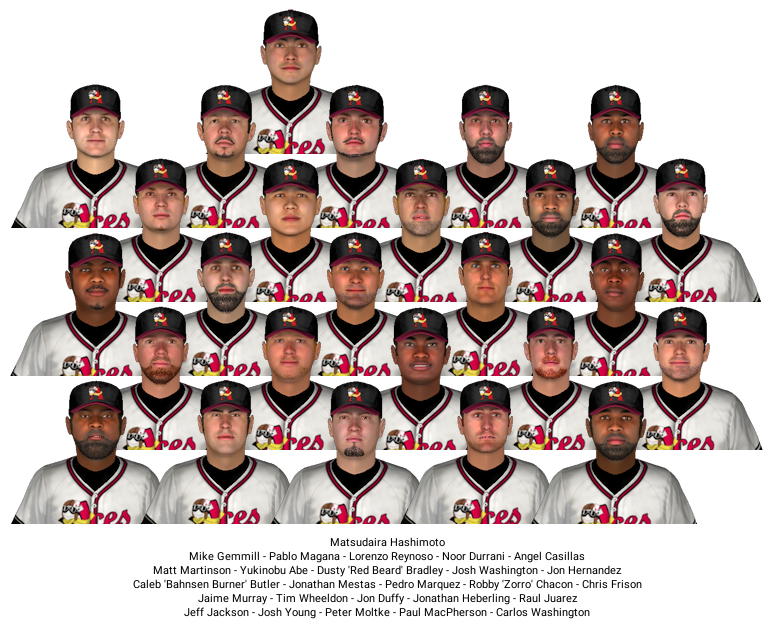 Matsudaira Hashimoto
Mike Gemmill - Pablo Magana - Lorenzo Reynoso - Noor Durrani - Angel Casillas
Matt Martinson - Yukinobu Abe - Dusty 'Red Beard' Bradley - Josh Washington - Jon Hernandez
Caleb 'Bahnsen Burner' Butler - Jonathan Mestas - Pedro Marquez - Robby 'Zorro' Chacon - Chris Frison
Jaime Murray - Tim Wheeldon - Jon Duffy - Jonathan Heberling - Raul Juarez
Jeff Jackson - Josh Young - Peter Moltke - Paul MacPherson - Carlos Washington